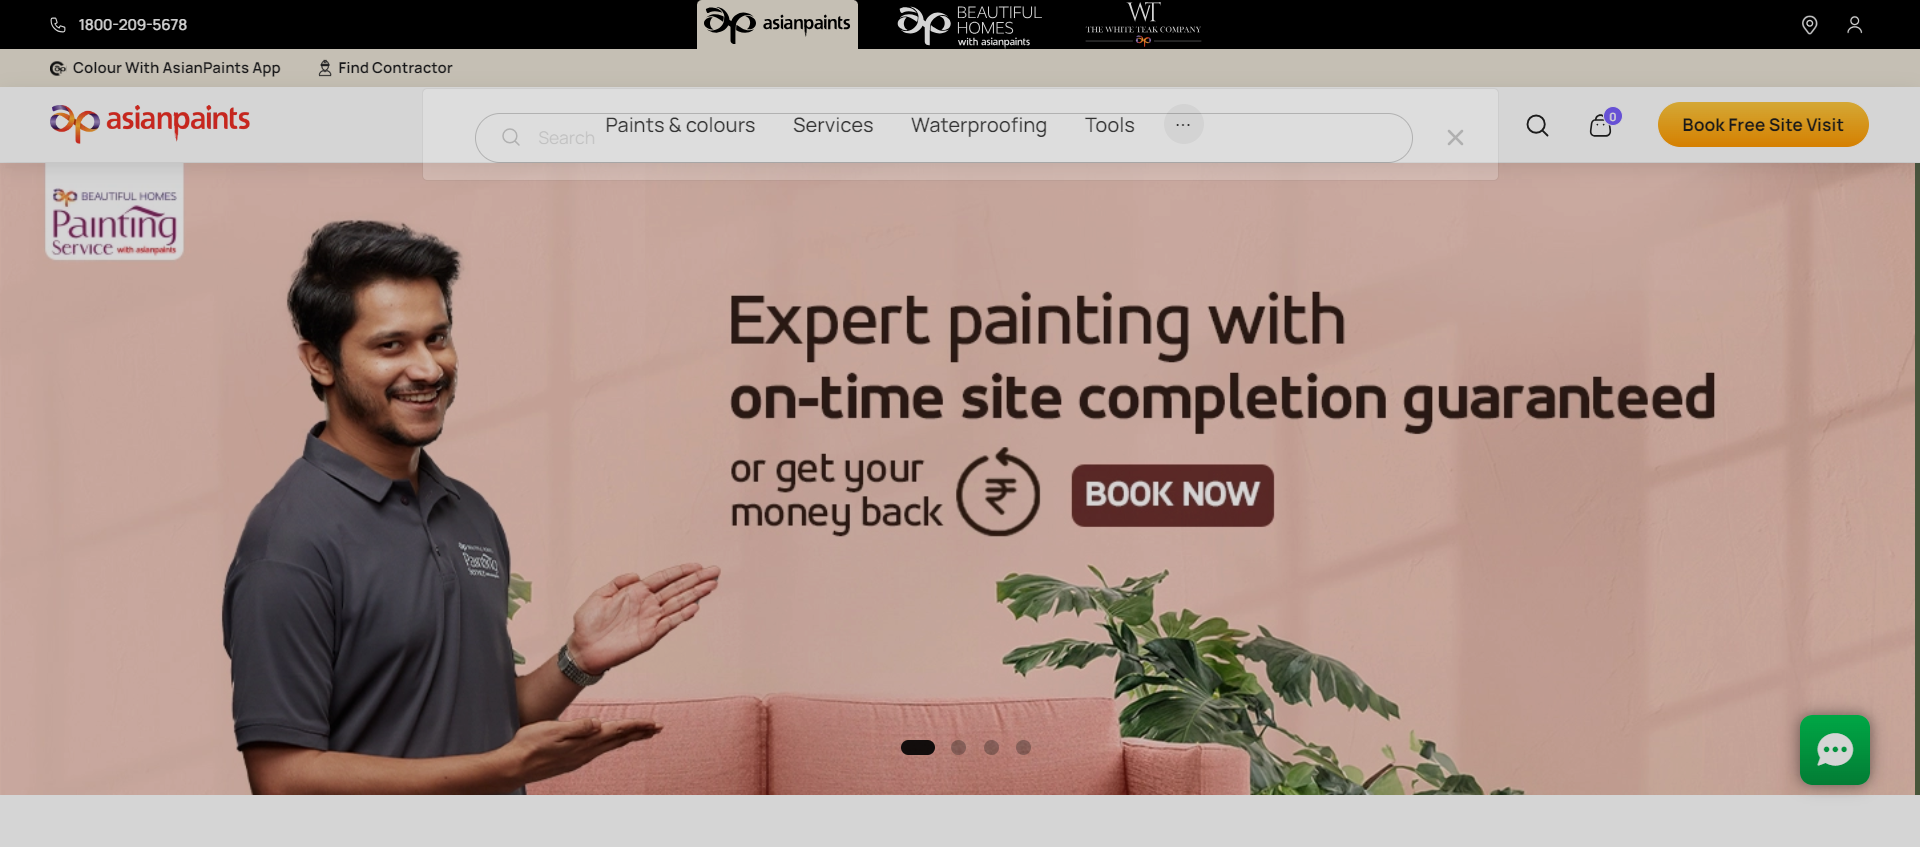 1800-209-5678
asianpaints
BEAUTIFUL
HOMES
with asianpaints
WT
THE WHITE TEAK COMPANY
Colour With AsianPaints App
Find Contractor
asianpaints
Search
Paints & colours
Services
Waterproofing
Tools
...
0
Book Free Site Visit
BEAUTIFUL HOMES
Painting
Service with asianpaints
Expert painting with
on-time site completion guaranteed
or get your
money back
₹
BOOK NOW
Painting